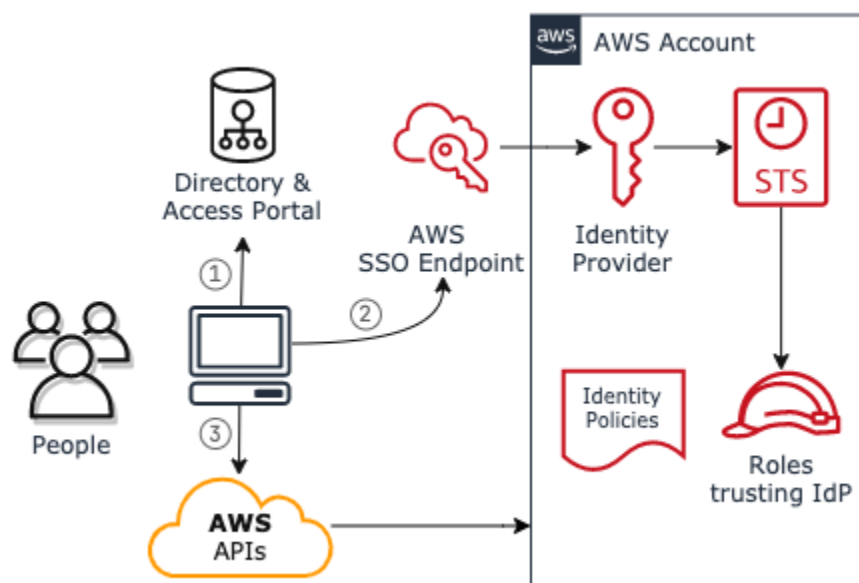 aws
AWS Account
Directory &
Access Portal
STS
AWS
SSO Endpoint
Identity
Provider
1
2
People
3
Identity
Policies
Roles
trusting IdP
AWS
APIs